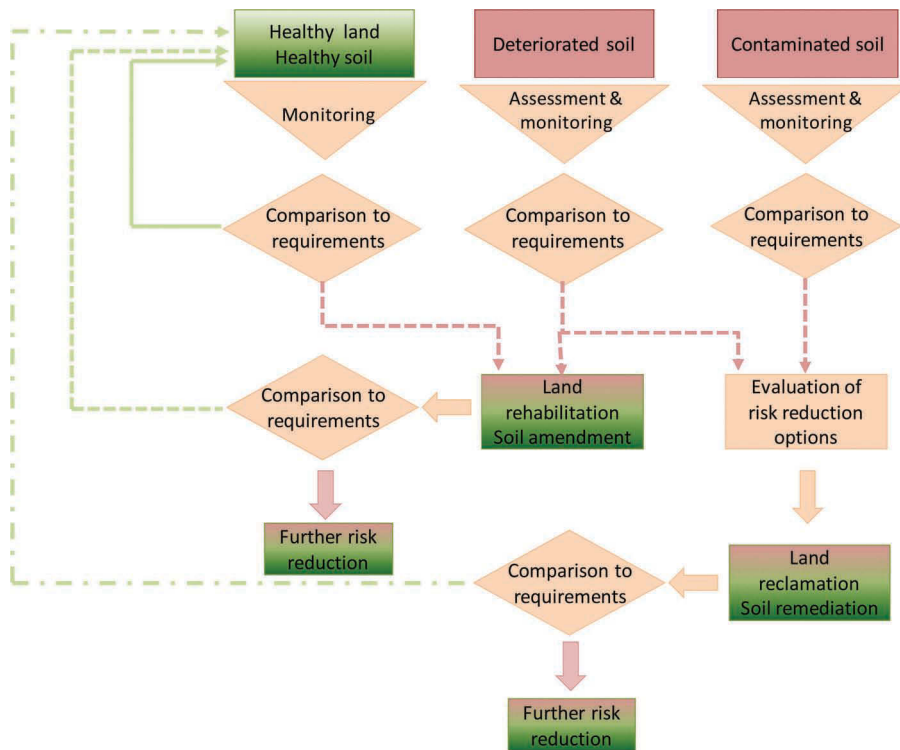 Healthy land
Healthy soil
Deteriorated soil
Contaminated soil
Monitoring
Assessment &
monitoring
Assessment &
monitoring
Comparison to
requirements
Comparison to
requirements
Comparison to
requirements
Comparison to
requirements
Land
rehabilitation
Soil amendment
Evaluation of
risk reduction
options
Further risk
reduction
Comparison to
requirements
Land
reclamation
Soil remediation
Further risk
reduction